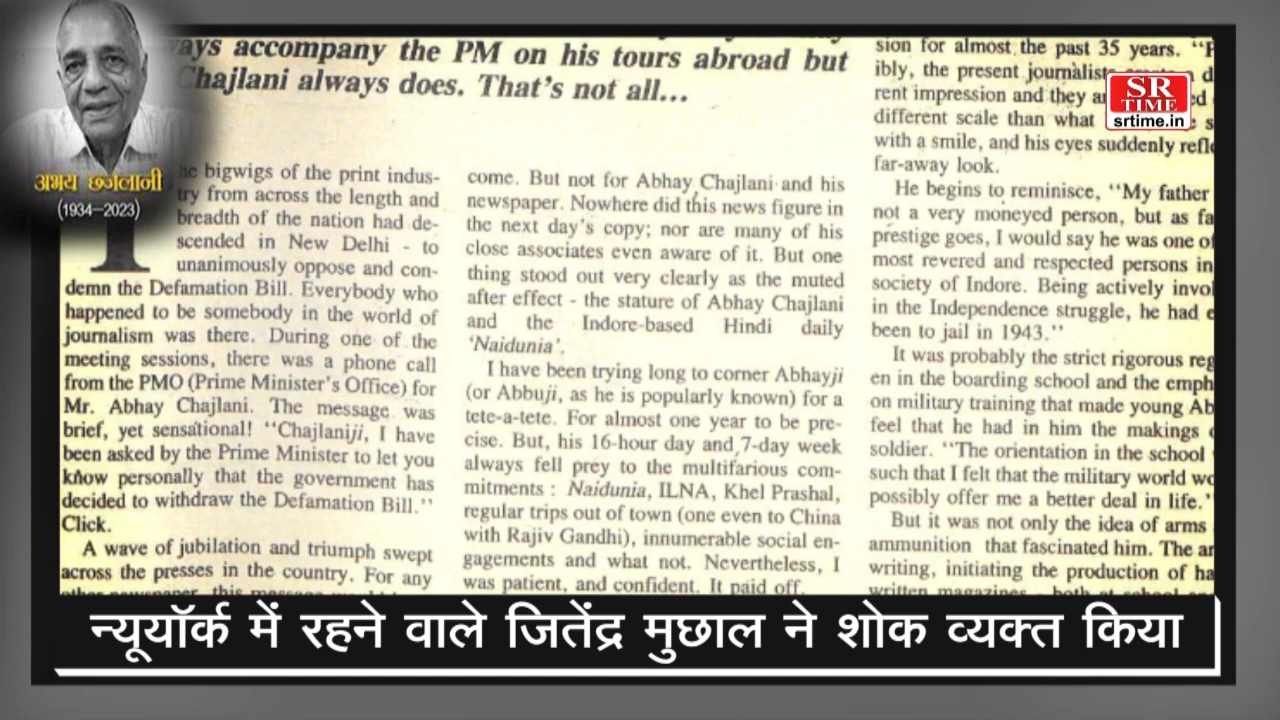 ays accompany the PM on his tours abroad but
Chajlani always does. That's not all...
अभय छजलानी
(1934–2023)
he bigwigs of the print indus-
try from across the length and
breadth of the nation had de-
scended in New Delhi - to
unanimously oppose and con-
demn the Defamation Bill. Everybody who
happened to be somebody in the world of
journalism was there. During one of the
meeting sessions, there was a phone call
from the PMO (Prime Minister's Office) for
Mr. Abhay Chajlani. The message was
brief, yet sensational! "Chajlaniji, I have
been asked by the Prime Minister to let you
know personally that the government has
decided to withdraw the Defamation Bill."
Click.
A wave of jubilation and triumph swept
across the presses in the country. For any
come. But not for Abhay Chajlani and his
newspaper. Nowhere did this news figure in
the next day's copy; nor are many of his
close associates even aware of it. But one
thing stood out very clearly as the muted
after effect - the stature of Abhay Chajlani
and the Indore-based Hindi daily
'Naidunia'.
I have been trying long to corner Abhayji
(or Abbuji, as he is popularly known) for a
tete-a-tete. For almost one year to be pre-
cise. But, his 16-hour day and 7-day week
always fell prey to the multifarious com-
mitments : Naidunia, ILNA, Khel Prashal,
regular trips out of town (one even to China
with Rajiv Gandhi), innumerable social en-
gagements and what not. Nevertheless, I
was patient, and confident. It paid off.
sion for almost the past 35 years. "P
ibly, the present journalist
rent impression and they
different scale than what
with a smile, and his eyes suddenly refle
far-away look.
He begins to reminisce, "My father
not a very moneyed person, but as fa
prestige goes, I would say he was one of
most revered and respected persons in
society of Indore. Being actively invol
in the Independence struggle, he had
been to jail in 1943."
It was probably the strict rigorous reg
en in the boarding school and the emph
on military training that made young Ab
feel that he had in him the makings
soldier. "The orientation in the school
such that I felt that the military world wo
possibly offer me a better deal in life."
But it was not only the idea of arms
ammunition that fascinated him. The ar
writing, initiating the production of ha
written magazines - both at school
SR
TIME
srtime.in
न्यूयॉर्क में रहने वाले जितेंद्र मुछाल ने शोक व्यक्त किया